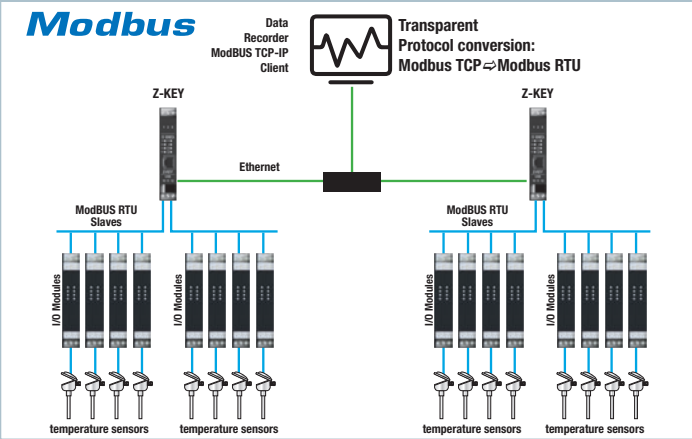 Modbus
Data
Recorder
ModBUS TCP-IP
Client
Transparent
Protocol conversion:
Modbus TCP⇨Modbus RTU
Z-KEY
Z-KEY
Ethernet
ModBUS RTU
Slaves
ModBUS RTU
Slaves
I/O Modules
I/O Modules
I/O Modules
I/O Modules
temperature sensors
temperature sensors
temperature sensors
temperature sensors